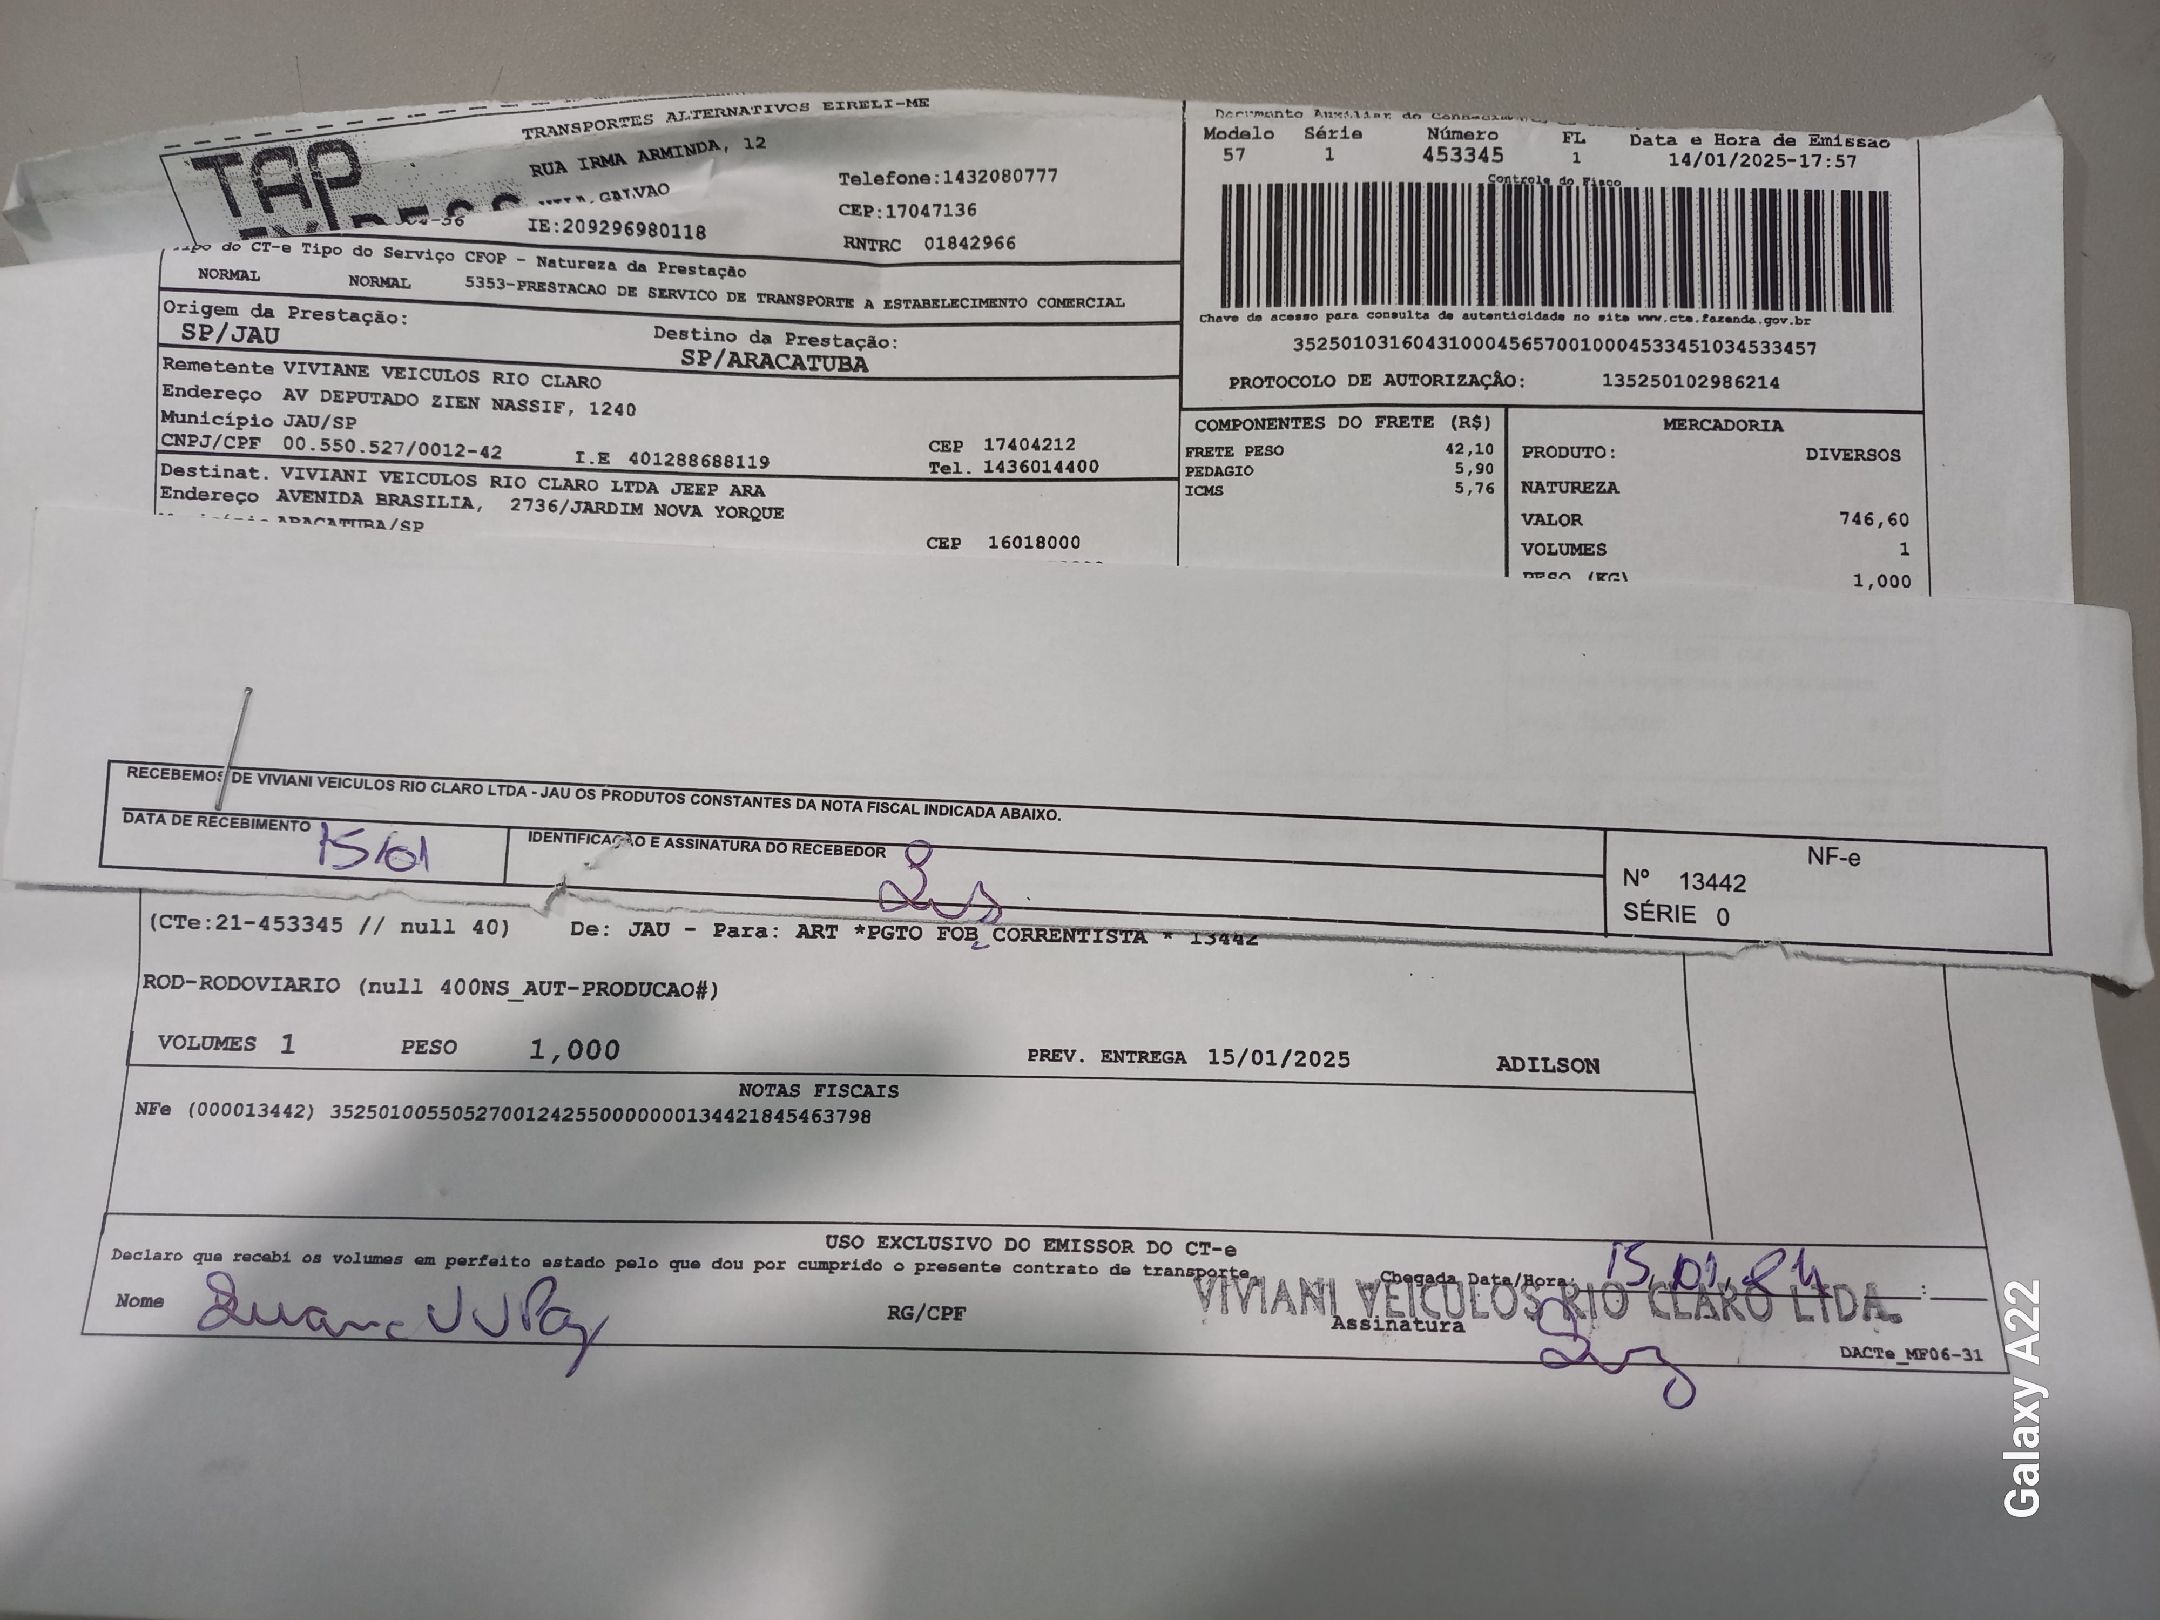 TRANSPORTES ALTERNATIVOS EIRELI-ME
TAP
RUA IRMA ARMINDA, 12
GALVAO
Telefone:1432080777
CEP:17047136
IE:209296980118
RNTRC 01842966
Modelo Série Número FL Data e Hora de Emissao
57 1 453345 1 14/01/2025-17:57
Controle do Fisco
Chave de acesso para consulta de autenticidade no site www.cte.fazenda.gov.br
35250103160431000456570010004533451034533457
PROTOCOLO DE AUTORIZAÇÃO: 135250102986214
Tipo do CT-e Tipo do Serviço CFOP - Natureza da Prestação
NORMAL NORMAL 5353-PRESTACAO DE SERVICO DE TRANSPORTE A ESTABELECIMENTO COMERCIAL
Origem da Prestação: Destino da Prestação:
SP/JAU SP/ARACATUBA
Remetente VIVIANE VEICULOS RIO CLARO
Endereço AV DEPUTADO ZIEN NASSIF, 1240
Município JAU/SP CEP 17404212
CNPJ/CPF 00.550.527/0012-42 I.E 401288688119 Tel. 1436014400
Destinat. VIVIANI VEICULOS RIO CLARO LTDA JEEP ARA
Endereço AVENIDA BRASILIA, 2736/JARDIM NOVA YORQUE
ARACATUBA/SP CEP 16018000
COMPONENTES DO FRETE (R$)
FRETE PESO 42,10
PEDAGIO 5,90
ICMS 5,76
MERCADORIA
PRODUTO: DIVERSOS
NATUREZA
VALOR 746,60
VOLUMES 1
PESO (KG) 1,000
RECEBEMOS DE VIVIANI VEICULOS RIO CLARO LTDA - JAU OS PRODUTOS CONSTANTES DA NOTA FISCAL INDICADA ABAIXO.
DATA DE RECEBIMENTO 15/01
IDENTIFICAÇÃO E ASSINATURA DO RECEBEDOR
NF-e
Nº 13442
SÉRIE 0
(CTe:21-453345 // null 40) De: JAU - Para: ART *PGTO FOB CORRENTISTA * 13442
ROD-RODOVIARIO (null 400NS_AUT-PRODUCAO#)
VOLUMES 1 PESO 1,000 PREV. ENTREGA 15/01/2025 ADILSON
NOTAS FISCAIS
NFe (000013442) 35250100550527001242550000000134421845463798
USO EXCLUSIVO DO EMISSOR DO CT-e
Declaro que recebi os volumes em perfeito estado pelo que dou por cumprido o presente contrato de transporte
Chegada Data/Hora: 15.01.
VIVIANI VEICULOS RIO CLARO LTDA.
Nome RG/CPF Assinatura
DACTe_MF06-31
Galaxy A22